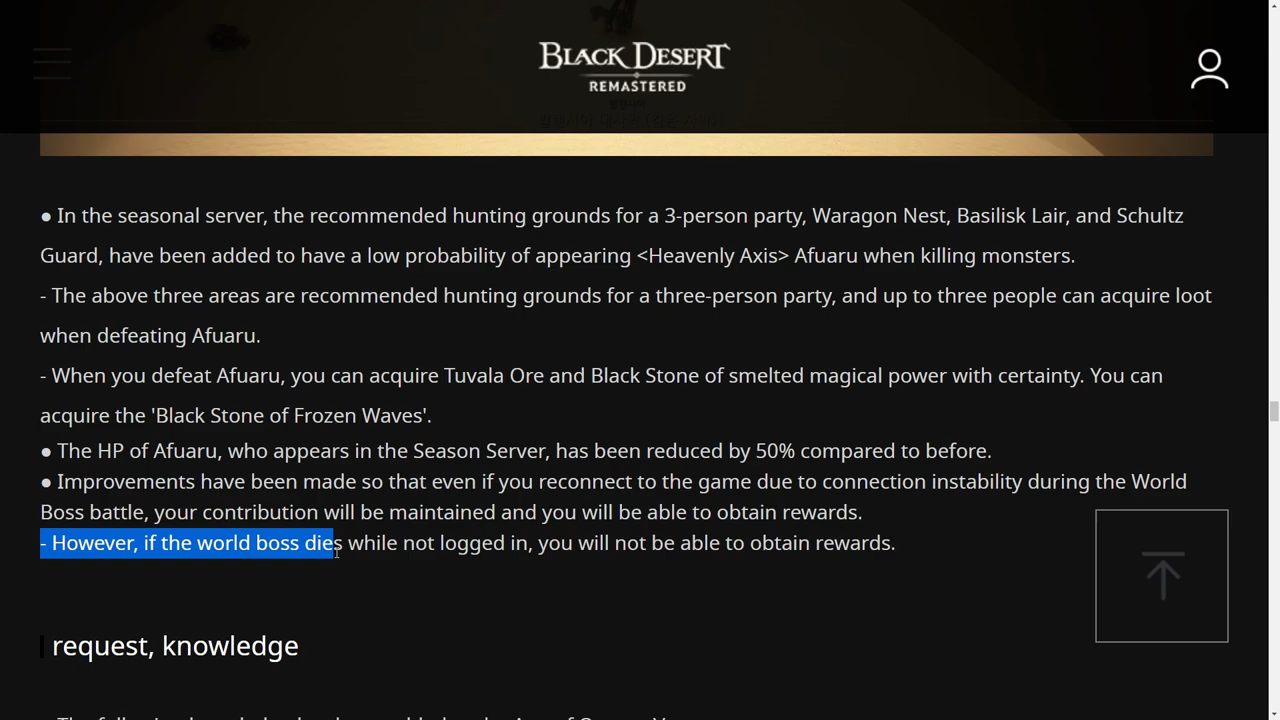 BLACK DESERT
REMASTERED
● In the seasonal server, the recommended hunting grounds for a 3-person party, Waragon Nest, Basilisk Lair, and Schultz
Guard, have been added to have a low probability of appearing <Heavenly Axis> Afuaru when killing monsters.
- The above three areas are recommended hunting grounds for a three-person party, and up to three people can acquire loot
when defeating Afuaru.
- When you defeat Afuaru, you can acquire Tuvala Ore and Black Stone of smelted magical power with certainty. You can
acquire the 'Black Stone of Frozen Waves'.
● The HP of Afuaru, who appears in the Season Server, has been reduced by 50% compared to before.
● Improvements have been made so that even if you reconnect to the game due to connection instability during the World
Boss battle, your contribution will be maintained and you will be able to obtain rewards.
- However, if the world boss dies while not logged in, you will not be able to obtain rewards.
request, knowledge